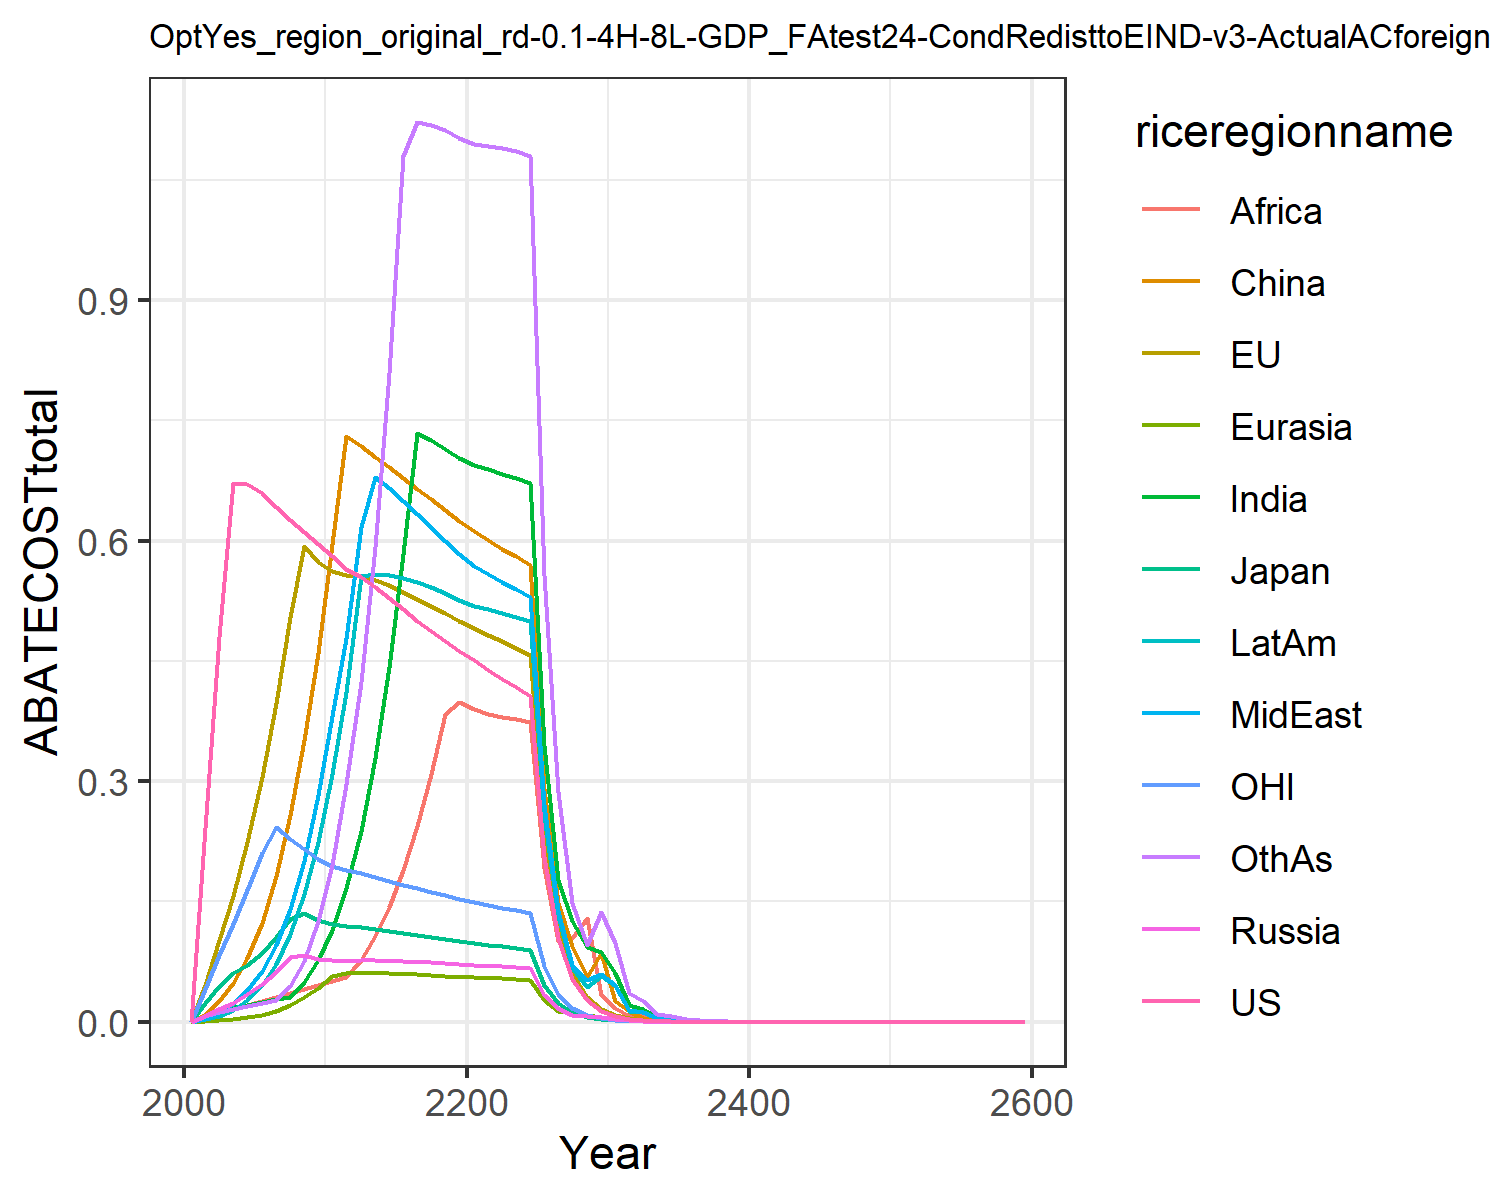 OptYes_region_original_rd-0.1-4H-8L-GDP_FAtest24-CondRedisttoEIND-v3-ActualACforeign
ABATECOSTtotal
0.9
0.6
0.3
0.0
2000
2200
2400
2600
Year
riceregionname
Africa
China
EU
Eurasia
India
Japan
LatAm
MidEast
OHI
OthAs
Russia
US